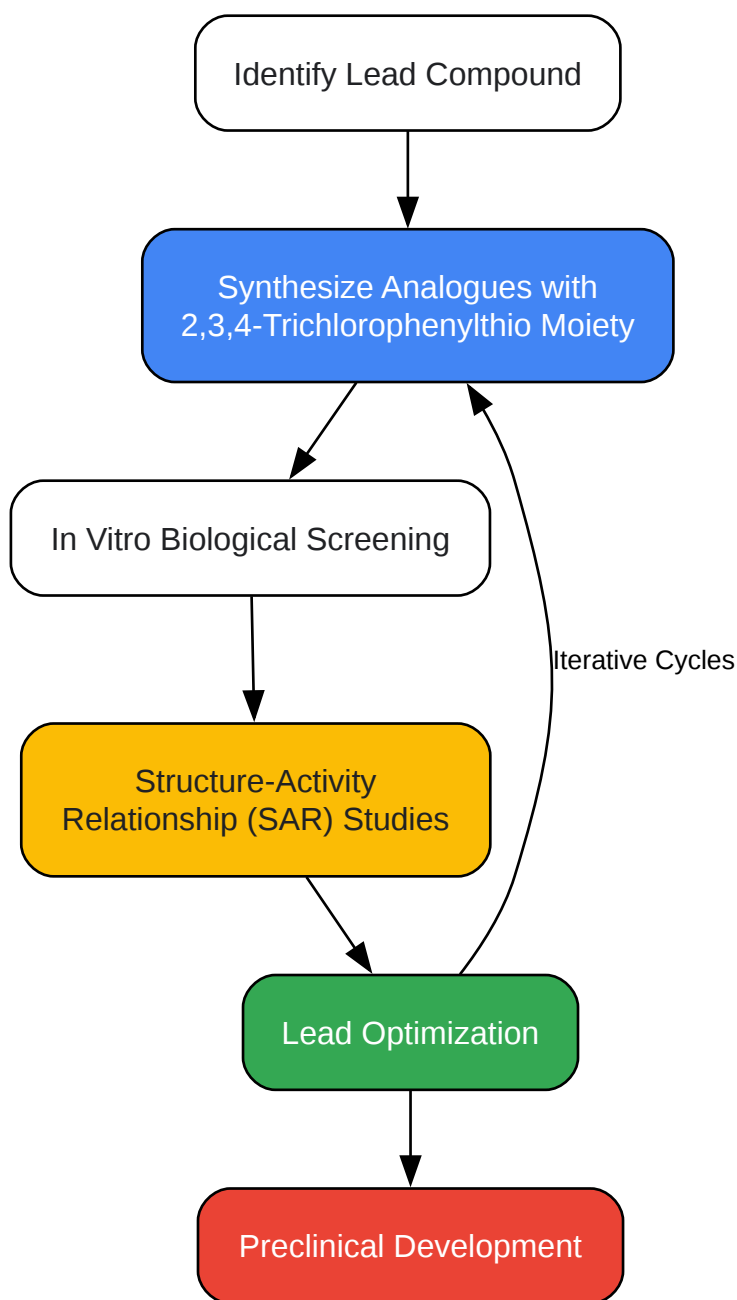 Identify Lead Compound
Synthesize Analogues with
2,3,4-Trichlorophenylthio Moiety
In Vitro Biological Screening
Iterative Cycles
Structure-Activity
Relationship (SAR) Studies
Lead Optimization
Preclinical Development